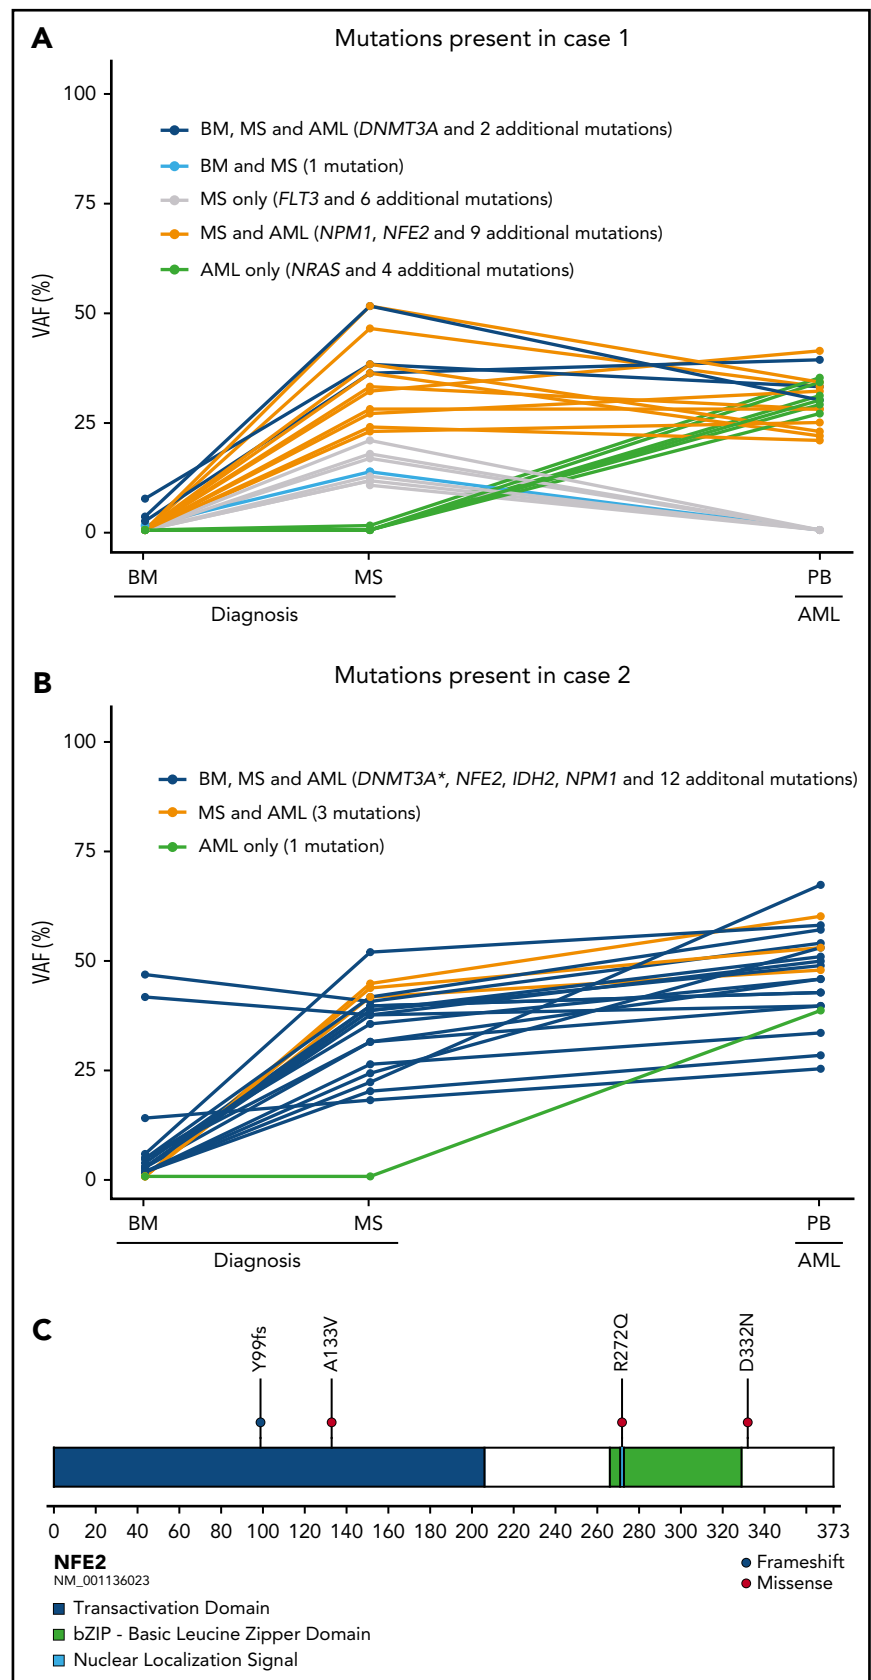 A
Mutations present in case 1
100
75
50
25
0
VAF (%)
BM, MS and AML (DNMT3A and 2 additional mutations)
BM and MS (1 mutation)
MS only (FLT3 and 6 additional mutations)
MS and AML (NPM1, NFE2 and 9 additional mutations)
AML only (NRAS and 4 additional mutations)
BM MS PB
Diagnosis AML
B
Mutations present in case 2
100
75
50
25
0
VAF (%)
BM, MS and AML (DNMT3A*, NFE2, IDH2, NPM1 and 12 additonal mutations)
MS and AML (3 mutations)
AML only (1 mutation)
BM MS PB
Diagnosis AML
C
Y99fs A133V R272Q D332N
0 20 40 60 80 100 120 140 160 180 200 220 240 260 280 300 320 340 373
NFE2
NM_001136023
Frameshift
Missense
Transactivation Domain
bZIP - Basic Leucine Zipper Domain
Nuclear Localization Signal